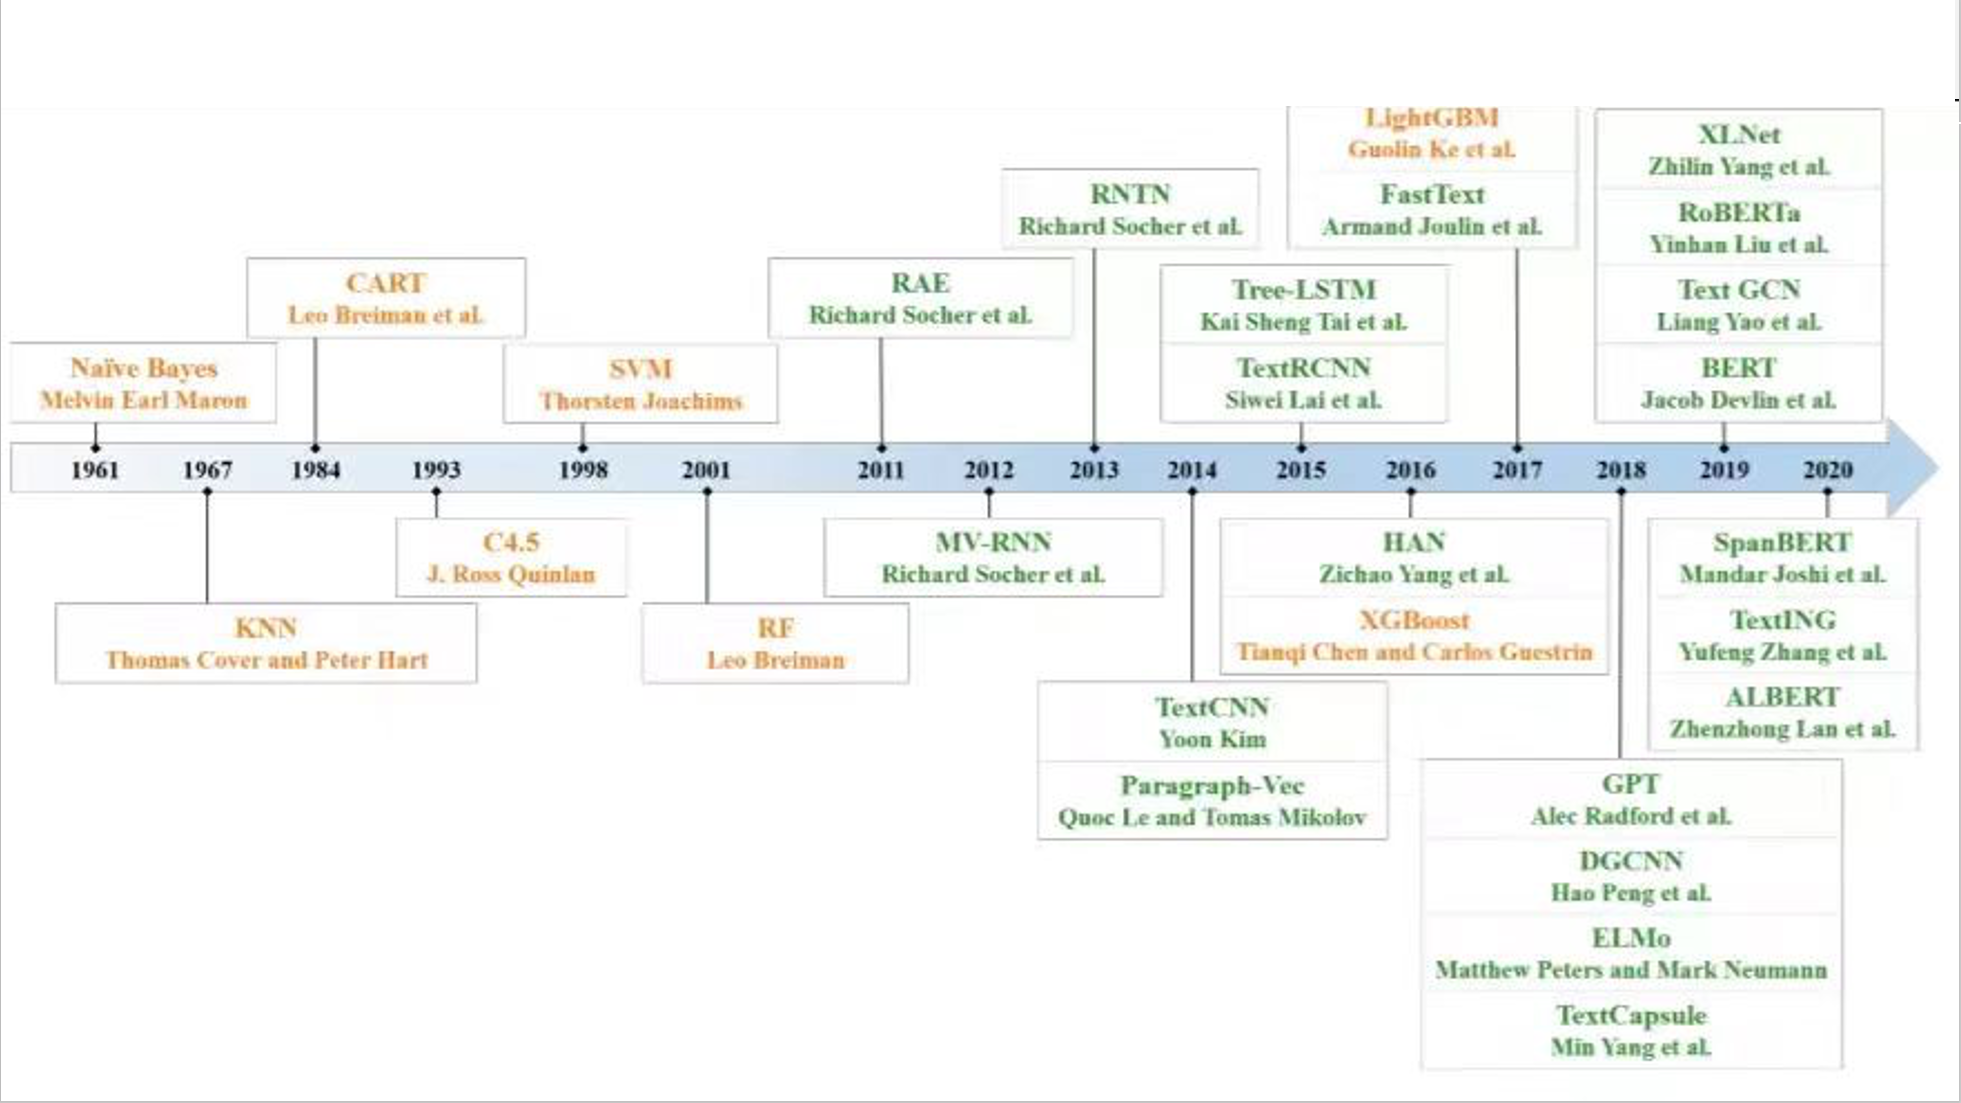 LightGBM
Guolin Ke et al.
FastText
Armand Joulin et al.
XLNet
Zhilin Yang et al.
RoBERTa
Yinhan Liu et al.
Text GCN
Liang Yao et al.
BERT
Jacob Devlin et al.
RNTN
Richard Socher et al.
Tree-LSTM
Kai Sheng Tai et al.
TextRCNN
Siwei Lai et al.
CART
Leo Breiman et al.
RAE
Richard Socher et al.
Naïve Bayes
Melvin Earl Maron
SVM
Thorsten Joachims
1961 1967 1984 1993 1998 2001 2011 2012 2013 2014 2015 2016 2017 2018 2019 2020
C4.5
J. Ross Quinlan
MV-RNN
Richard Socher et al.
HAN
Zichao Yang et al.
XGBoost
Tianqi Chen and Carlos Guestrin
SpanBERT
Mandar Joshi et al.
TextING
Yufeng Zhang et al.
ALBERT
Zhenzhong Lan et al.
KNN
Thomas Cover and Peter Hart
RF
Leo Breiman
TextCNN
Yoon Kim
Paragraph-Vec
Quoc Le and Tomas Mikolov
GPT
Alec Radford et al.
DGCNN
Hao Peng et al.
ELMo
Matthew Peters and Mark Neumann
TextCapsule
Min Yang et al.